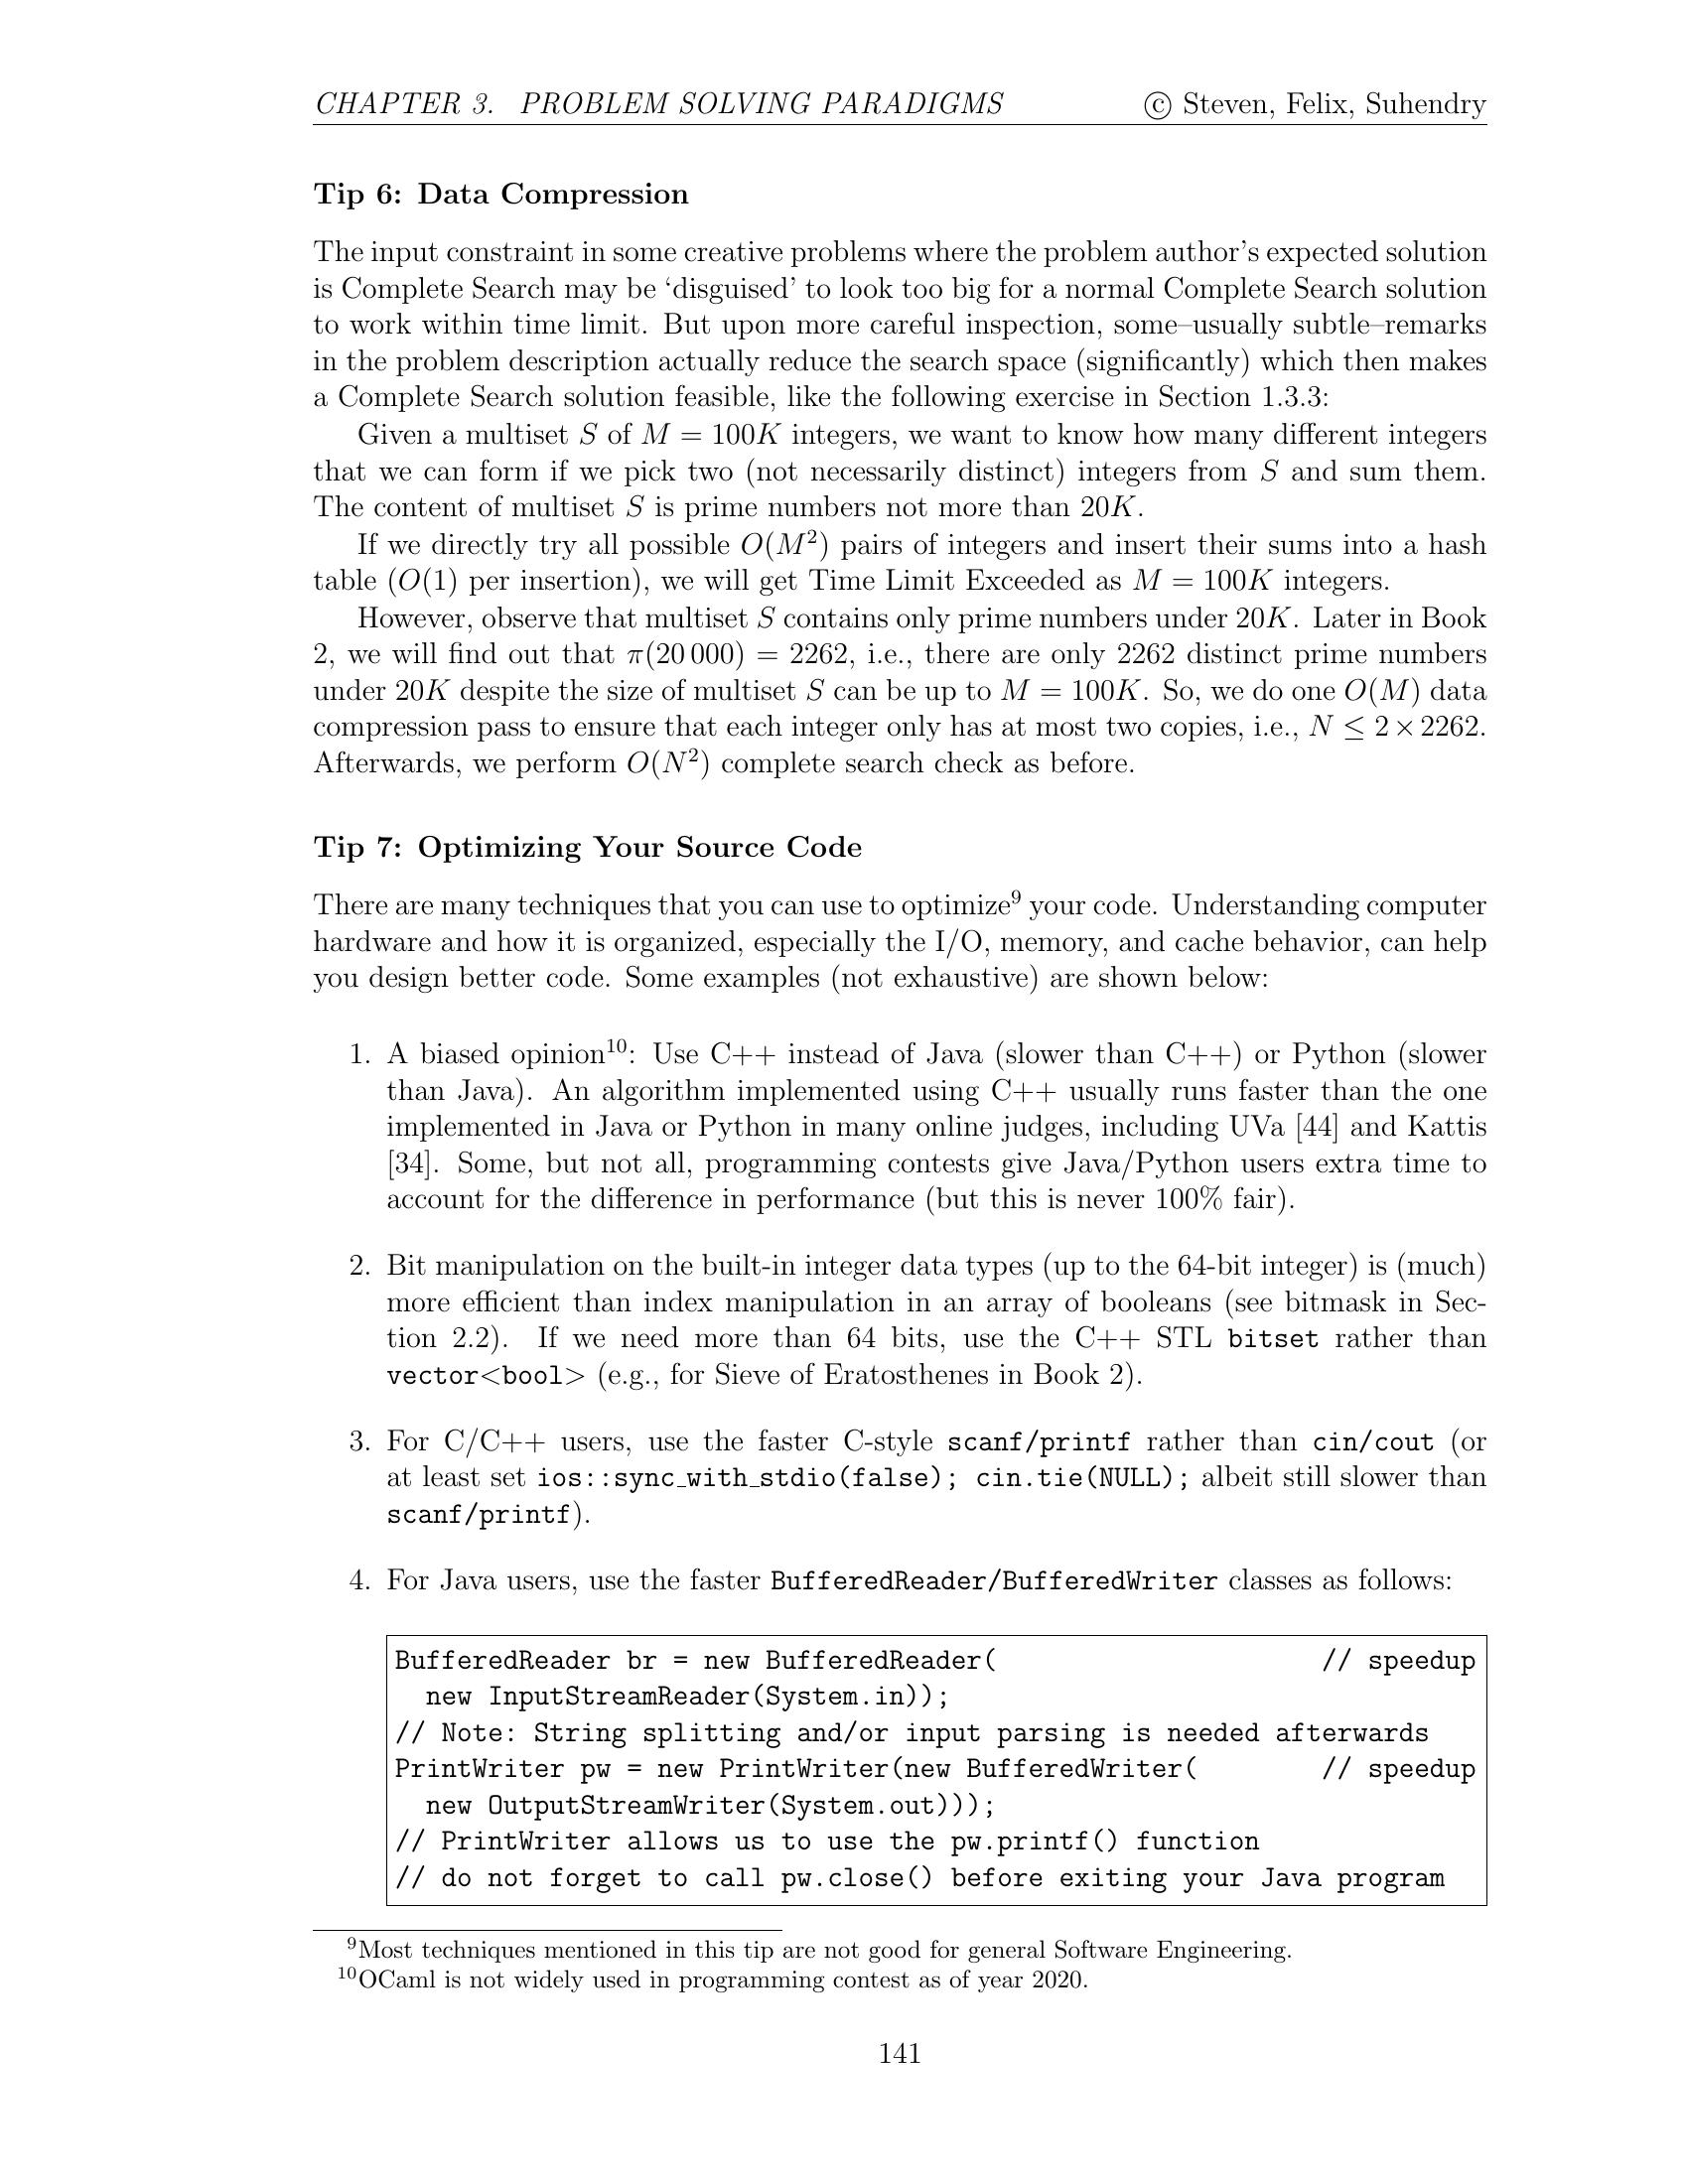 CHAPTER 3. PROBLEM SOLVING PARADIGMS © Steven, Felix, Suhendry
Tip 6: Data Compression
The input constraint in some creative problems where the problem author's expected solution
is Complete Search may be 'disguised' to look too big for a normal Complete Search solution
to work within time limit. But upon more careful inspection, some–usually subtle–remarks
in the problem description actually reduce the search space (significantly) which then makes
a Complete Search solution feasible, like the following exercise in Section 1.3.3:
Given a multiset S of M = 100K integers, we want to know how many different integers
that we can form if we pick two (not necessarily distinct) integers from S and sum them.
The content of multiset S is prime numbers not more than 20K.
If we directly try all possible O(M²) pairs of integers and insert their sums into a hash
table (O(1) per insertion), we will get Time Limit Exceeded as M = 100K integers.
However, observe that multiset S contains only prime numbers under 20K. Later in Book
2, we will find out that π(20 000) = 2262, i.e., there are only 2262 distinct prime numbers
under 20K despite the size of multiset S can be up to M = 100K. So, we do one O(M) data
compression pass to ensure that each integer only has at most two copies, i.e., N ≤ 2 × 2262.
Afterwards, we perform O(N²) complete search check as before.
Tip 7: Optimizing Your Source Code
There are many techniques that you can use to optimize⁹ your code. Understanding computer
hardware and how it is organized, especially the I/O, memory, and cache behavior, can help
you design better code. Some examples (not exhaustive) are shown below:
1. A biased opinion¹⁰: Use C++ instead of Java (slower than C++) or Python (slower
than Java). An algorithm implemented using C++ usually runs faster than the one
implemented in Java or Python in many online judges, including UVa [44] and Kattis
[34]. Some, but not all, programming contests give Java/Python users extra time to
account for the difference in performance (but this is never 100% fair).
2. Bit manipulation on the built-in integer data types (up to the 64-bit integer) is (much)
more efficient than index manipulation in an array of booleans (see bitmask in Sec-
tion 2.2). If we need more than 64 bits, use the C++ STL bitset rather than
vector<bool> (e.g., for Sieve of Eratosthenes in Book 2).
3. For C/C++ users, use the faster C-style scanf/printf rather than cin/cout (or
at least set ios::sync_with_stdio(false); cin.tie(NULL); albeit still slower than
scanf/printf).
4. For Java users, use the faster BufferedReader/BufferedWriter classes as follows:
BufferedReader br = new BufferedReader( // speedup
new InputStreamReader(System.in));
// Note: String splitting and/or input parsing is needed afterwards
PrintWriter pw = new PrintWriter(new BufferedWriter( // speedup
new OutputStreamWriter(System.out)));
// PrintWriter allows us to use the pw.printf() function
// do not forget to call pw.close() before exiting your Java program
⁹Most techniques mentioned in this tip are not good for general Software Engineering.
¹⁰OCaml is not widely used in programming contest as of year 2020.
141